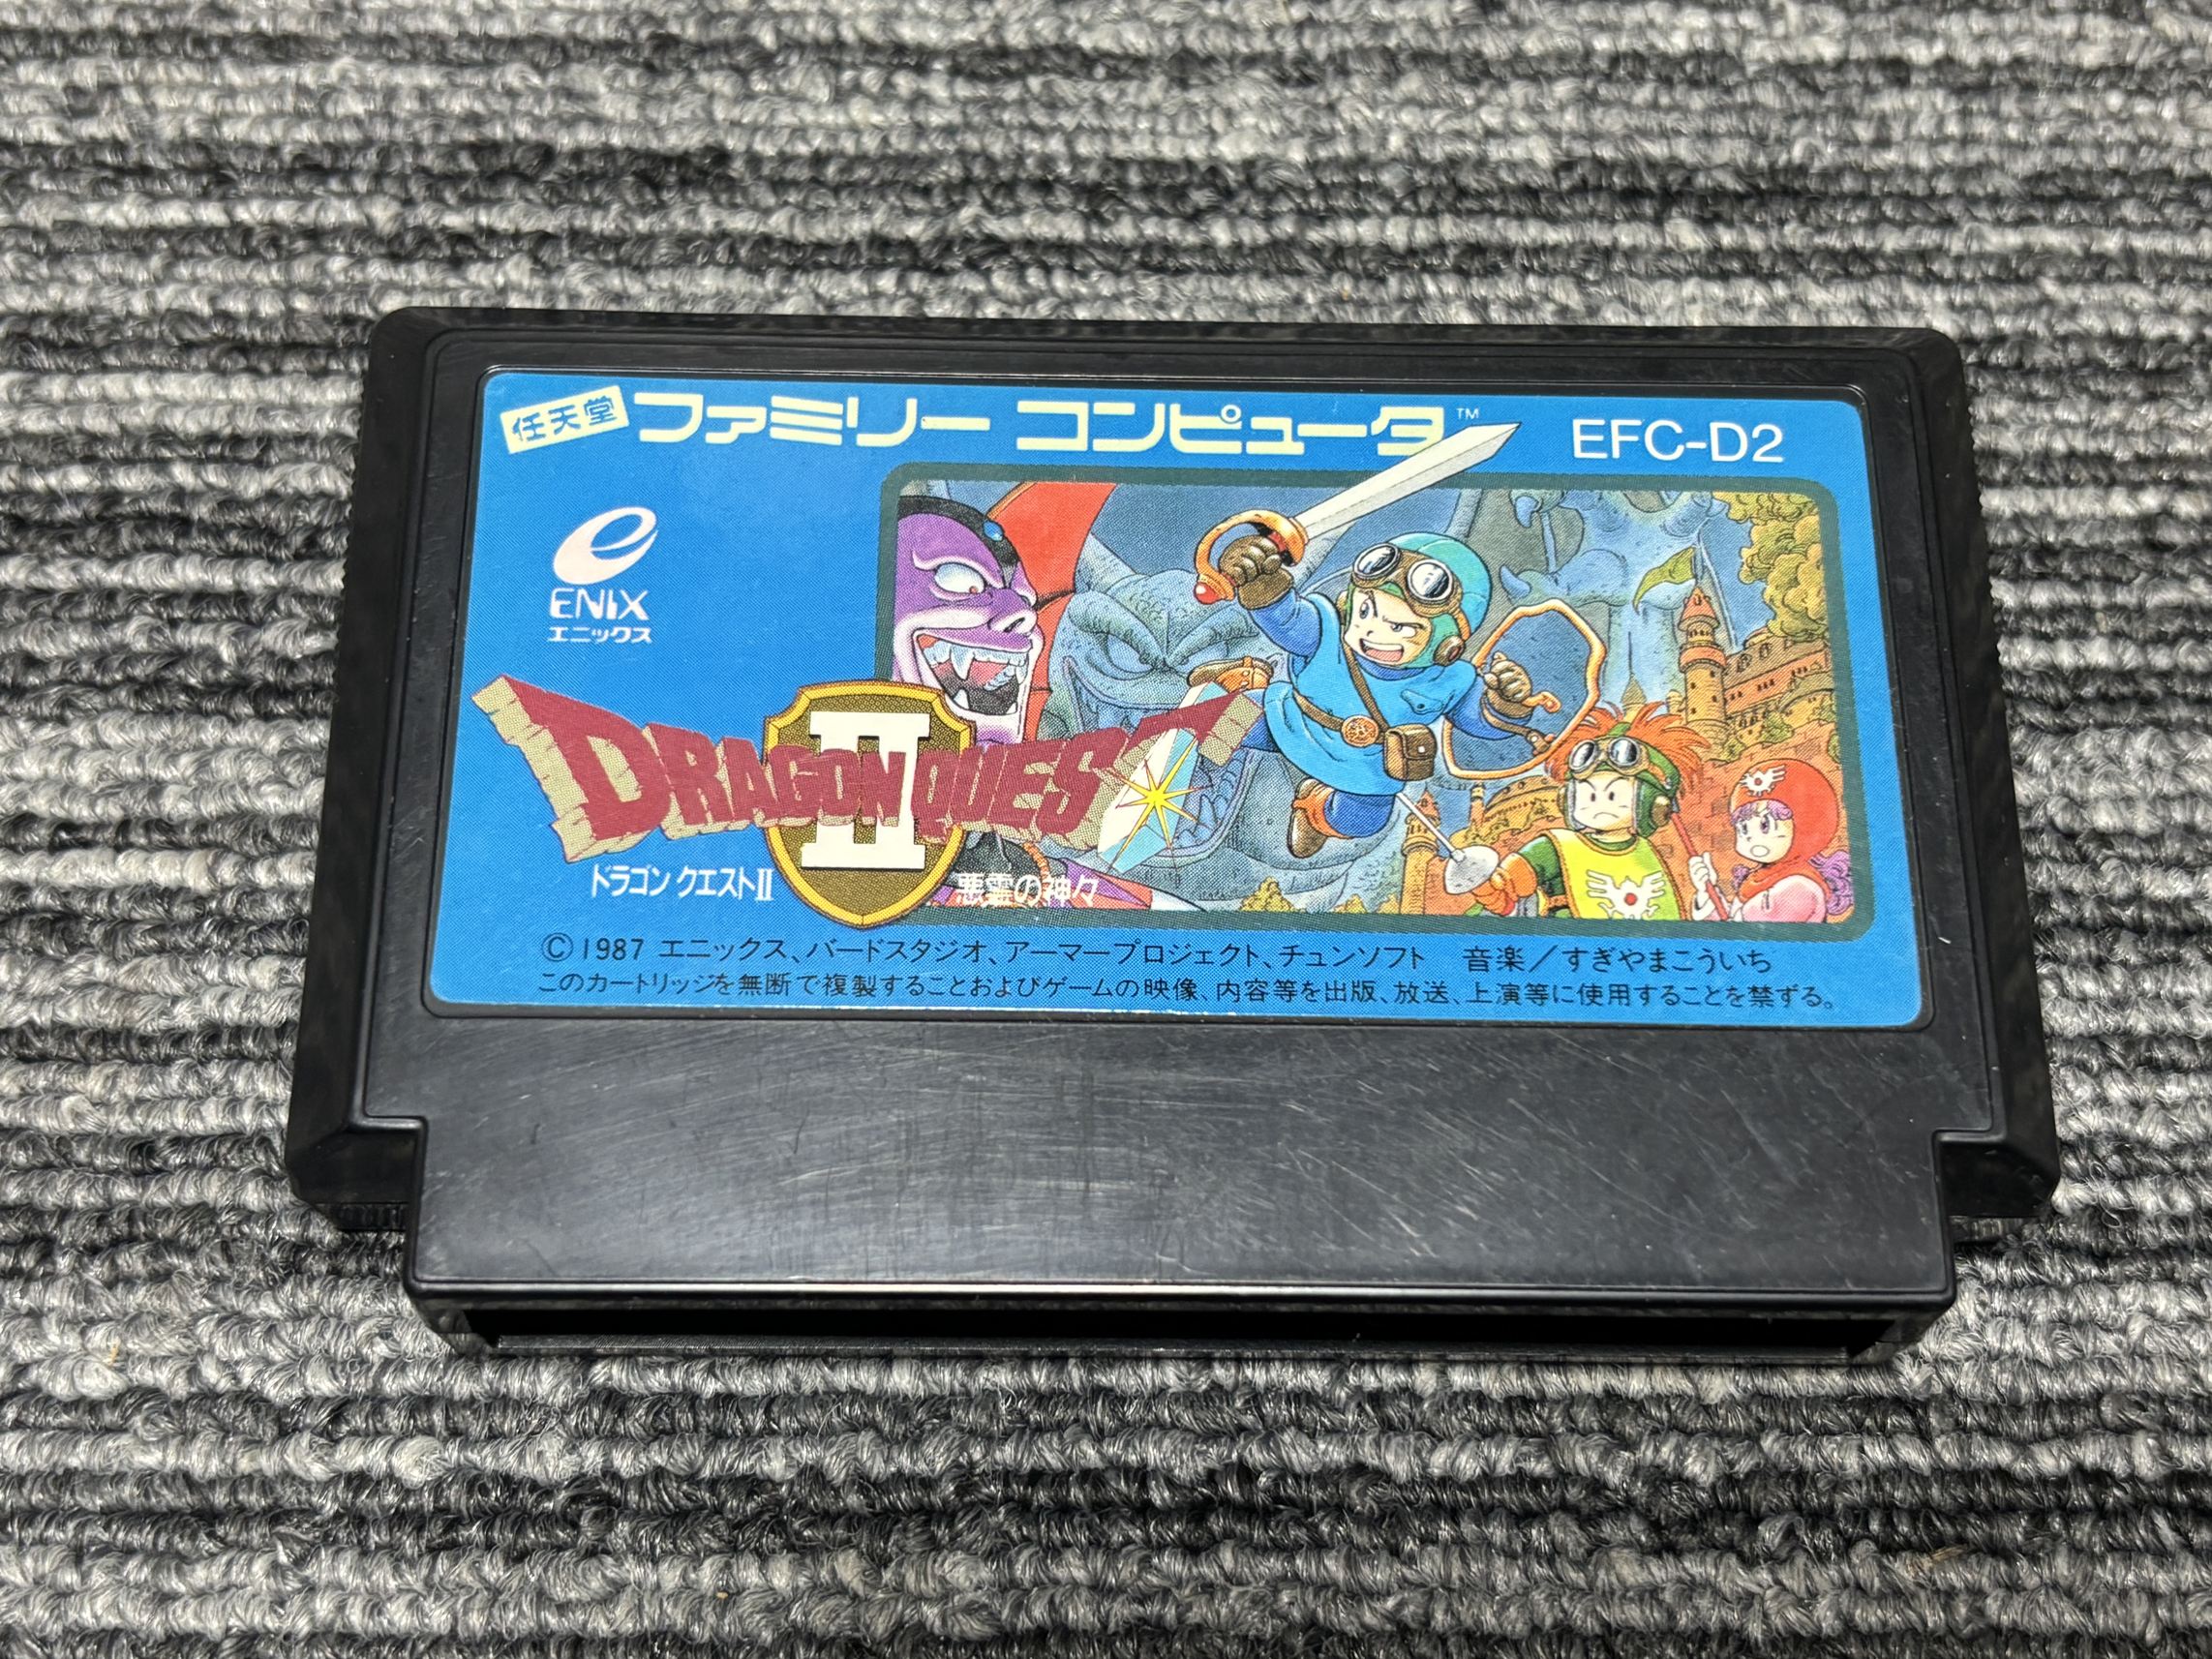 任天堂 ファミリー コンピュータ™ EFC-D2
ENIX
エニックス
DRAGON QUEST
II
ドラゴンクエストII 悪霊の神々
©1987 エニックス、バードスタジオ、アーマープロジェクト、チュンソフト 音楽/すぎやまこういち
このカートリッジを無断で複製することおよびゲームの映像、内容等を出版、放送、上演等に使用することを禁ずる。